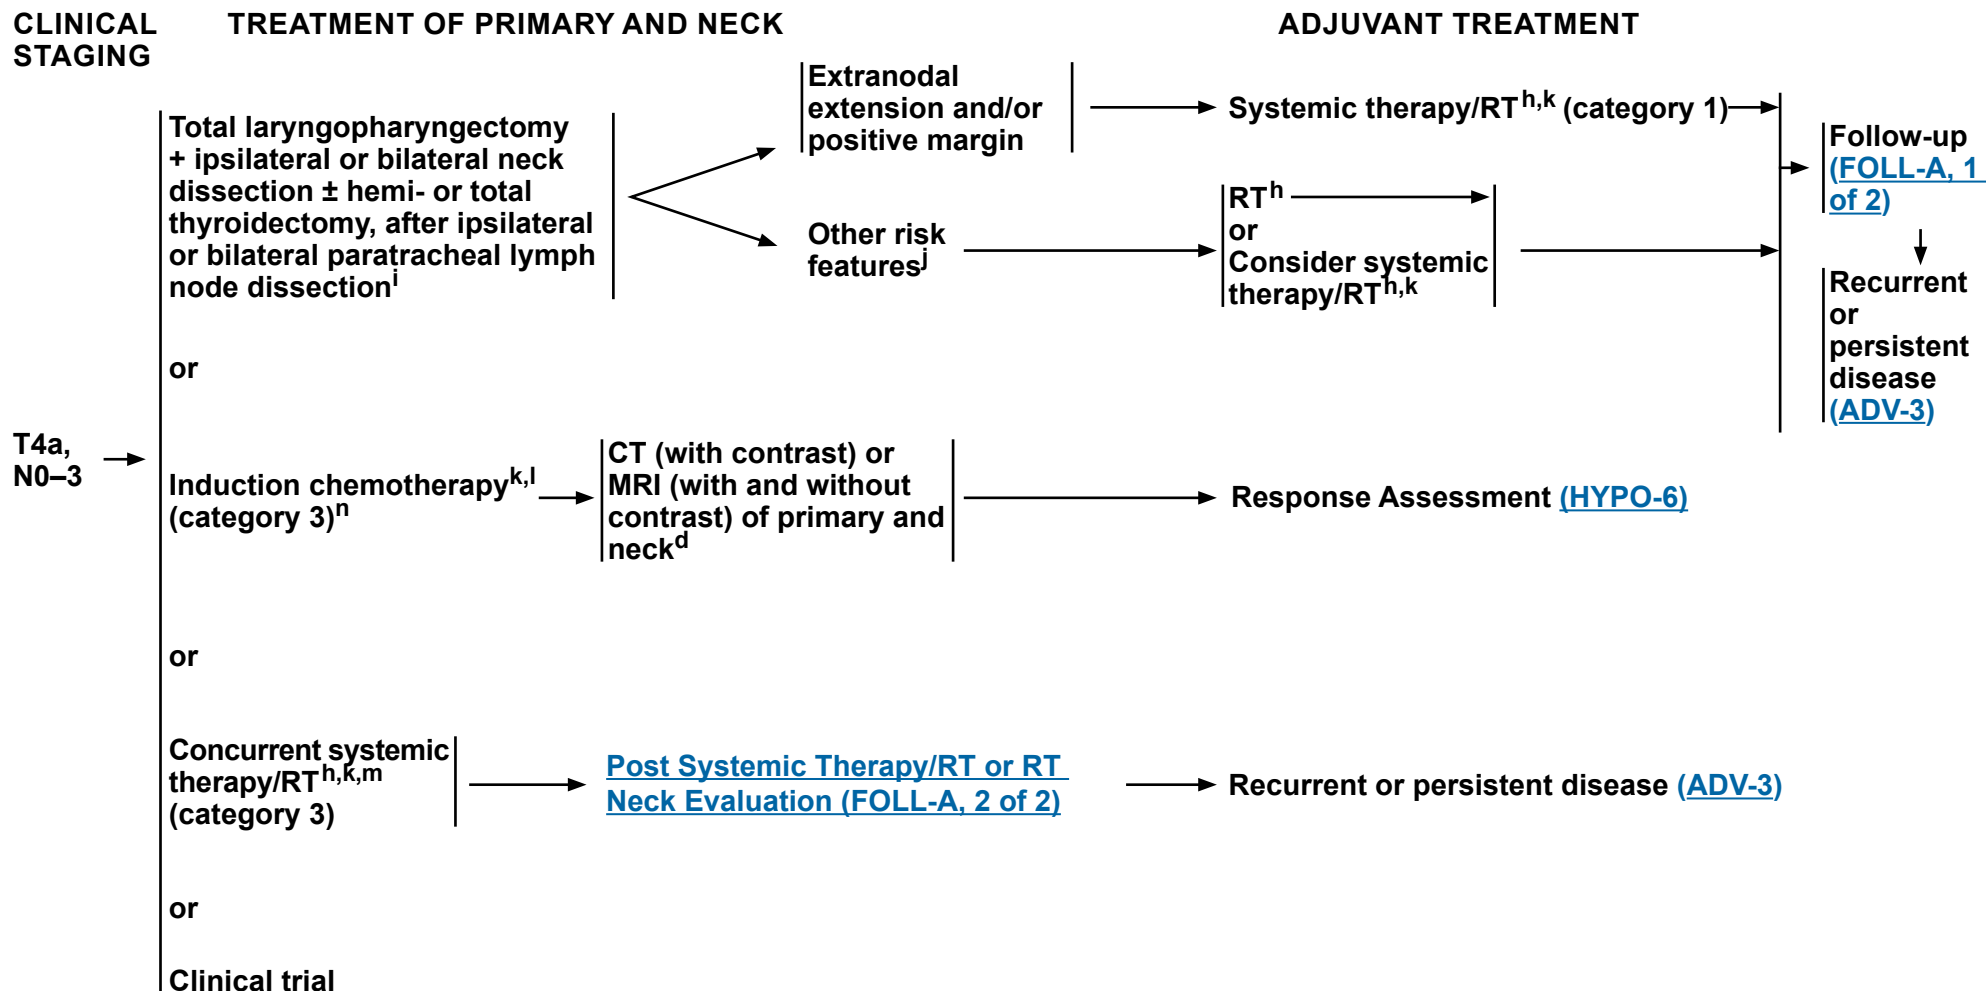 CLINICAL STAGING
TREATMENT OF PRIMARY AND NECK
ADJUVANT TREATMENT
T4a,
N0–3
Total laryngopharyngectomy
+ ipsilateral or bilateral neck
dissection ± hemi- or total
thyroidectomy, after ipsilateral
or bilateral paratracheal lymph
node dissectioni
Extranodal
extension and/or
positive margin
Systemic therapy/RTh,k (category 1)
Other risk
featuresj
RTh
or
Consider systemic
therapy/RTh,k
Follow-up
(FOLL-A, 1
of 2)
Recurrent
or
persistent
disease
(ADV-3)
or
Induction chemotherapyk,l
(category 3)n
CT (with contrast) or
MRI (with and without
contrast) of primary and
neckd
Response Assessment (HYPO-6)
or
Concurrent systemic
therapy/RTh,k,m
(category 3)
Post Systemic Therapy/RT or RT
Neck Evaluation (FOLL-A, 2 of 2)
Recurrent or persistent disease (ADV-3)
or
Clinical trial